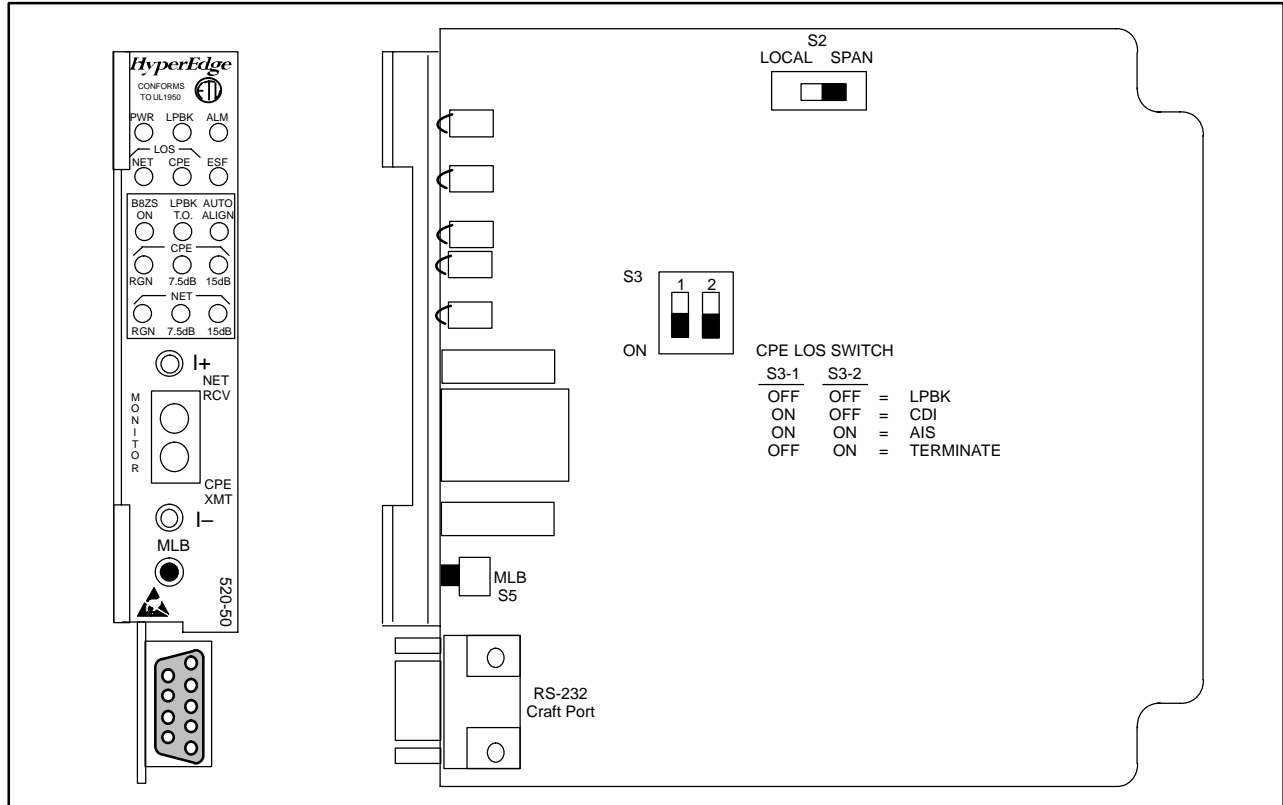 HyperEdge
CONFORMS
TO UL1950
ETL
PWR LPBK ALM
LOS
NET CPE ESF
B8ZS LPBK AUTO
ON T.O. ALIGN
CPE
RGN 7.5dB 15dB
NET
RGN 7.5dB 15dB
I+
NET
RCV
MONITOR
CPE
XMT
I–
MLB
520-50
S2
LOCAL SPAN
S3
1 2
ON
CPE LOS SWITCH
S3-1 S3-2
OFF OFF = LPBK
ON OFF = CDI
ON ON = AIS
OFF ON = TERMINATE
MLB
S5
RS-232
Craft Port